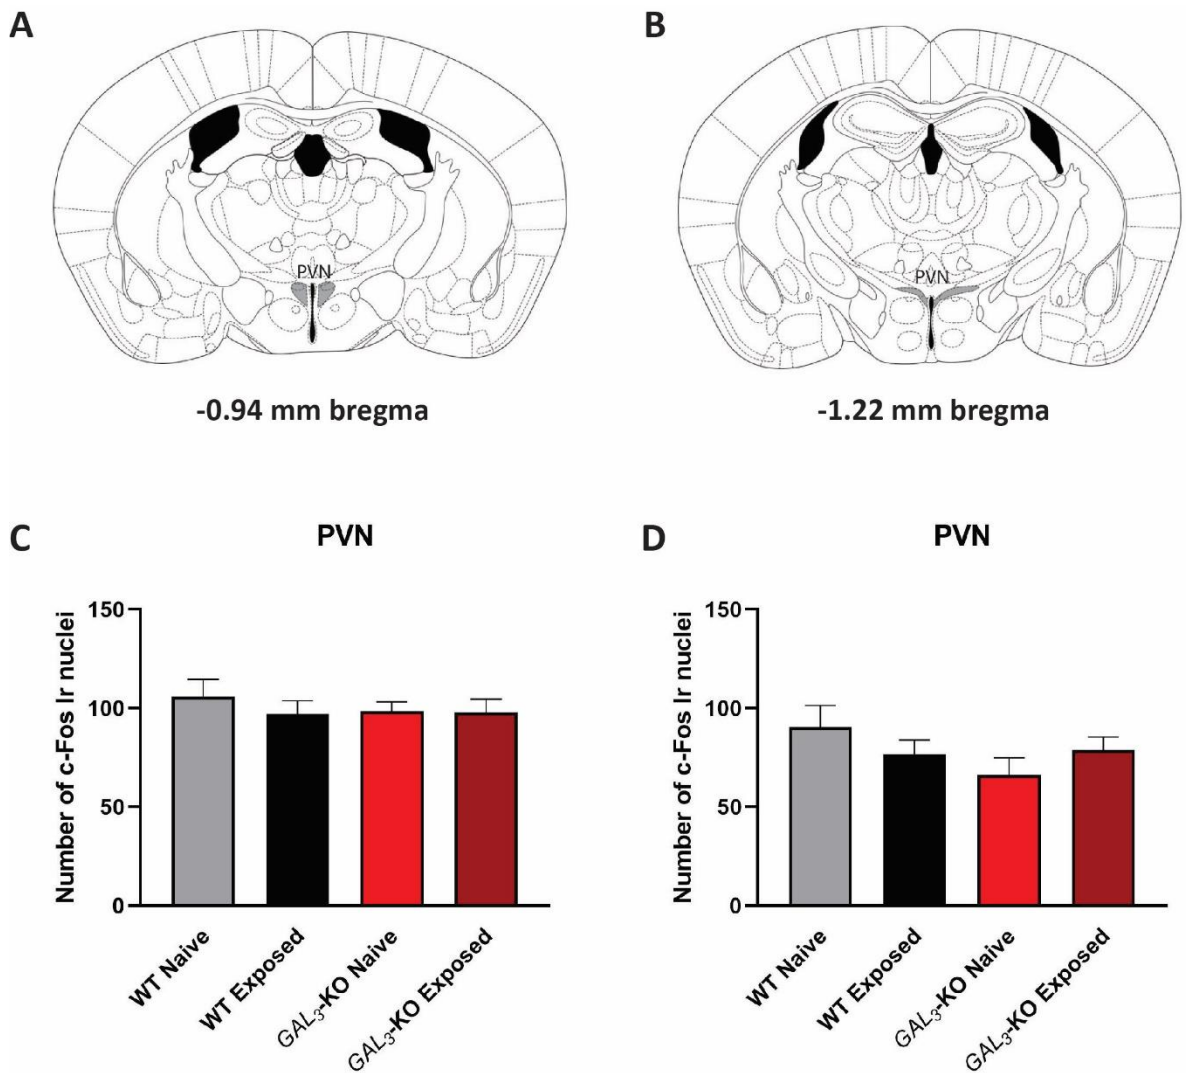 A
B
PVN
PVN
-0.94 mm bregma
-1.22 mm bregma
C
PVN
Number of c-Fos Ir nuclei
150
100
50
0
WT Naive
WT Exposed
GAL3-KO Naive
GAL3-KO Exposed
D
PVN
Number of c-Fos Ir nuclei
150
100
50
0
WT Naive
WT Exposed
GAL3-KO Naive
GAL3-KO Exposed